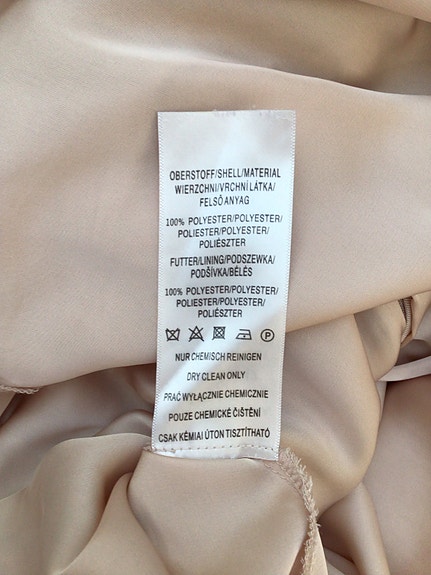 OBERSTOFF/SHELL/MATERIAL
WIERZCHNI/VRCHNI LÁTKA/
FELSŐ ANYAG
100% POLYESTER/POLYESTER/
POLIESTER/POLYESTER/
POLIÉSZTER
FUTTER/LINING/PODSZEWKA/
PODŠÍVKA/BÉLÉS
100% POLYESTER/POLYESTER/
POLIESTER/POLYESTER/
POLIÉSZTER
P
NUR CHEMISCH REINIGEN
DRY CLEAN ONLY
PRAĆ WYŁĄCZNIE CHEMICZNIE
POUZE CHEMICKÉ ČIŠTĚNÍ
CSAK KÉMIAI ÚTON TISZTÍTHATÓ